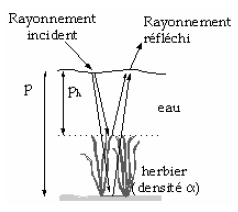 Rayonnement
incident
Rayonnement
réfléchi
p
ph
eau
herbier
(densité α)